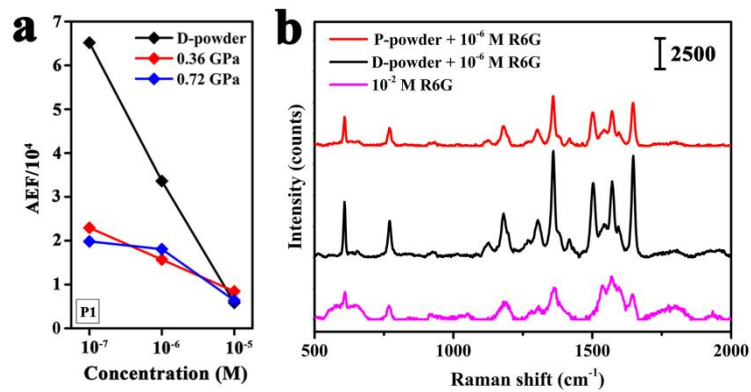 a
D-powder
0.36 GPa
0.72 GPa
AEF/10⁴
7
6
5
4
3
2
1
0
P1
10⁻⁷ 10⁻⁶ 10⁻⁵
Concentration (M)
b
P-powder + 10⁻⁶ M R6G
D-powder + 10⁻⁶ M R6G
10⁻² M R6G
2500
Intensity (counts)
500 1000 1500 2000
Raman shift (cm⁻¹)